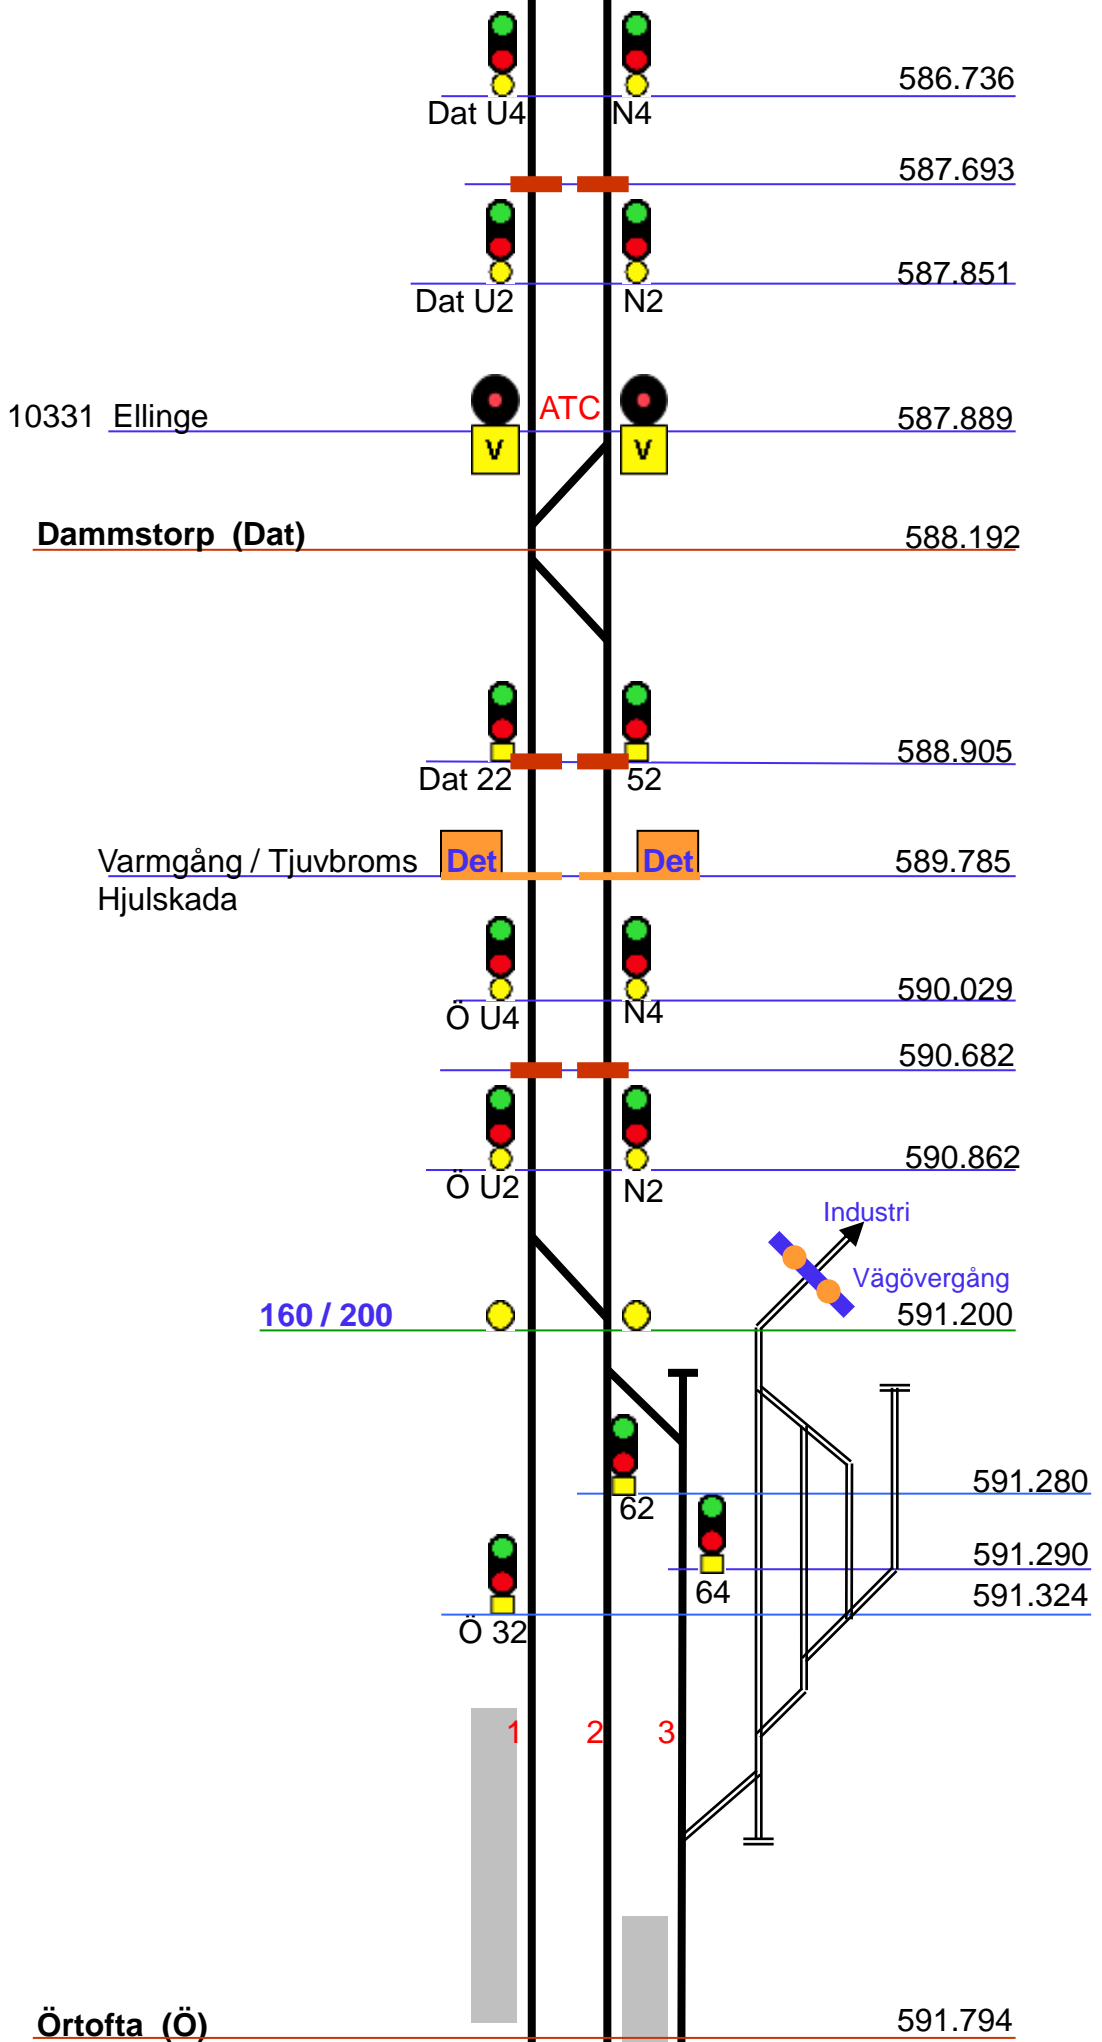 586.736
Dat U4 N4
587.693
587.851
Dat U2 N2
10331 Ellinge ATC 587.889
V V
Dammstorp (Dat) 588.192
588.905
Dat 22 52
Varmgång / Tjuvbroms Det Det 589.785
Hjulskada
590.029
Ö U4 N4
590.682
590.862
Ö U2 N2
Industri
Vägövergång
160 / 200 591.200
591.280
62
591.290
64 591.324
Ö 32
1 2 3
Örtofta (Ö) 591.794